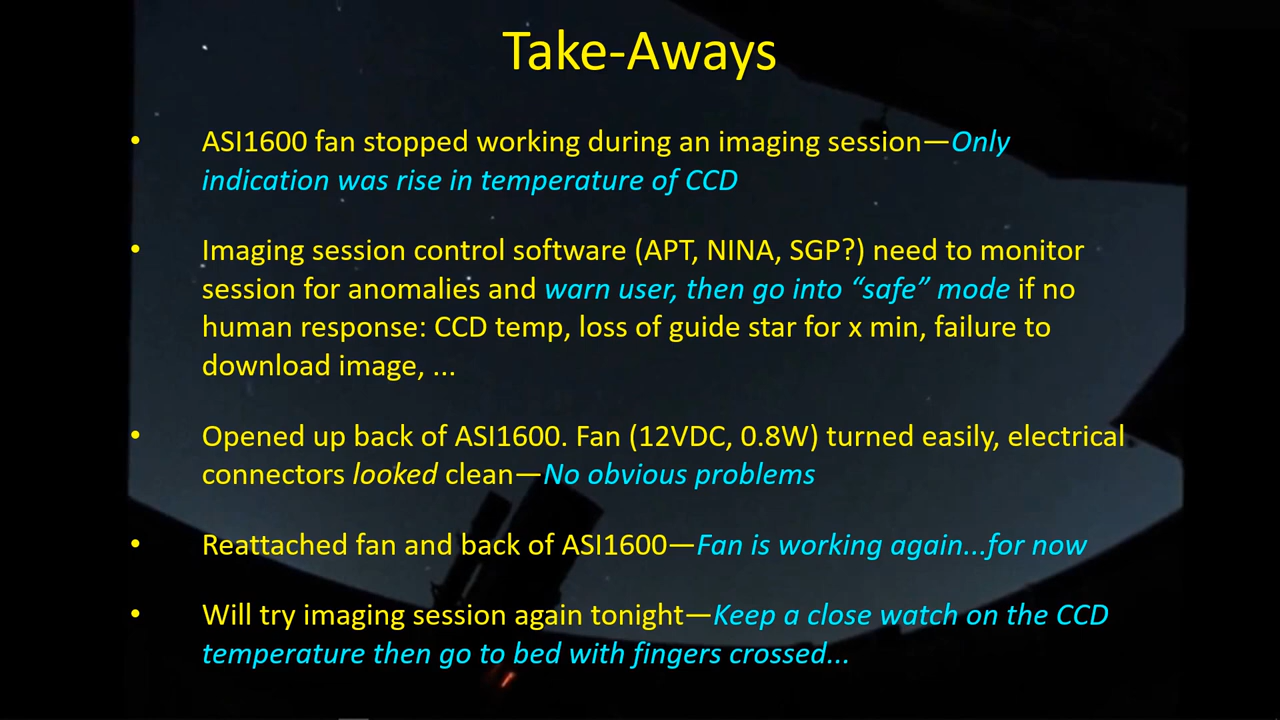 Take-Aways
• ASI1600 fan stopped working during an imaging session—Only
indication was rise in temperature of CCD
• Imaging session control software (APT, NINA, SGP?) need to monitor
session for anomalies and warn user, then go into “safe” mode if no
human response: CCD temp, loss of guide star for x min, failure to
download image, ...
• Opened up back of ASI1600. Fan (12VDC, 0.8W) turned easily, electrical
connectors looked clean—No obvious problems
• Reattached fan and back of ASI1600—Fan is working again...for now
• Will try imaging session again tonight—Keep a close watch on the CCD
temperature then go to bed with fingers crossed...